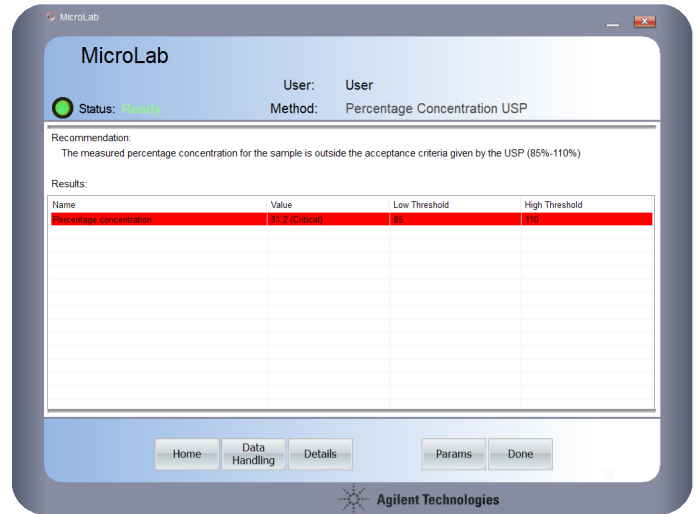 MicroLab
MicroLab
User: User
Status: Ready Method: Percentage Concentration USP
Recommendation:
The measured percentage concentration for the sample is outside the acceptance criteria given by the USP (85%-110%)
Results:
Name Value Low Threshold High Threshold
Percentage concentration 81.2 (Critical) 85 110
Home Data Handling Details Params Done
Agilent Technologies